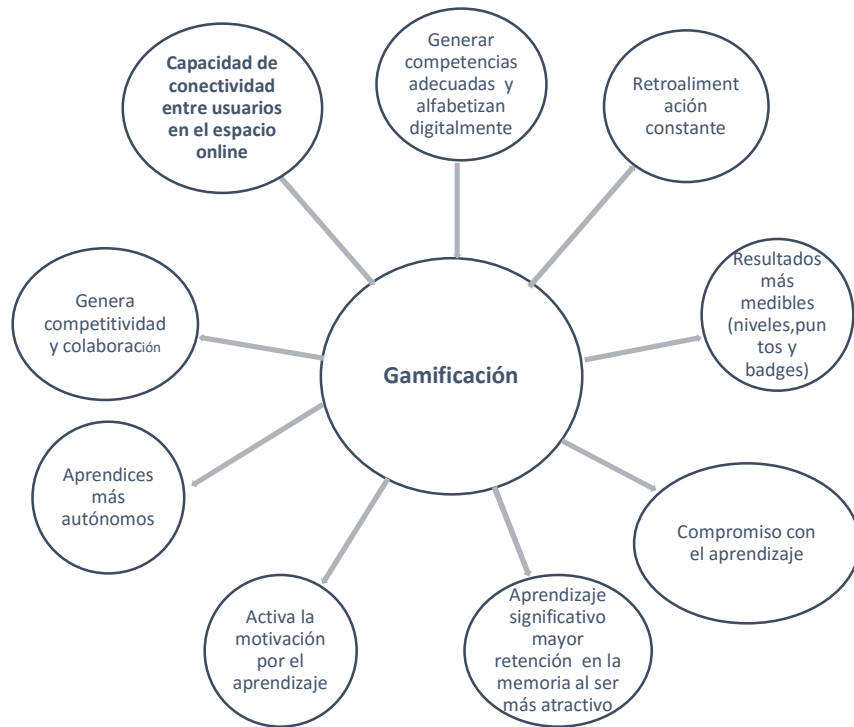 Capacidad de
conectividad
entre usuarios
en el espacio
online
Generar
competencias
adecuadas y
alfabetizan
digitalmente
Retroaliment
ación
constante
Genera
competitividad
y colaboración
Gamificación
Resultados
más
medibles
(niveles,pun
tos y
badges)
Aprendices
más
autónomos
Compromiso con
el aprendizaje
Activa la
motivación
por el
aprendizaje
Aprendizaje
significativo
mayor
retención en la
memoria al ser
más atractivo